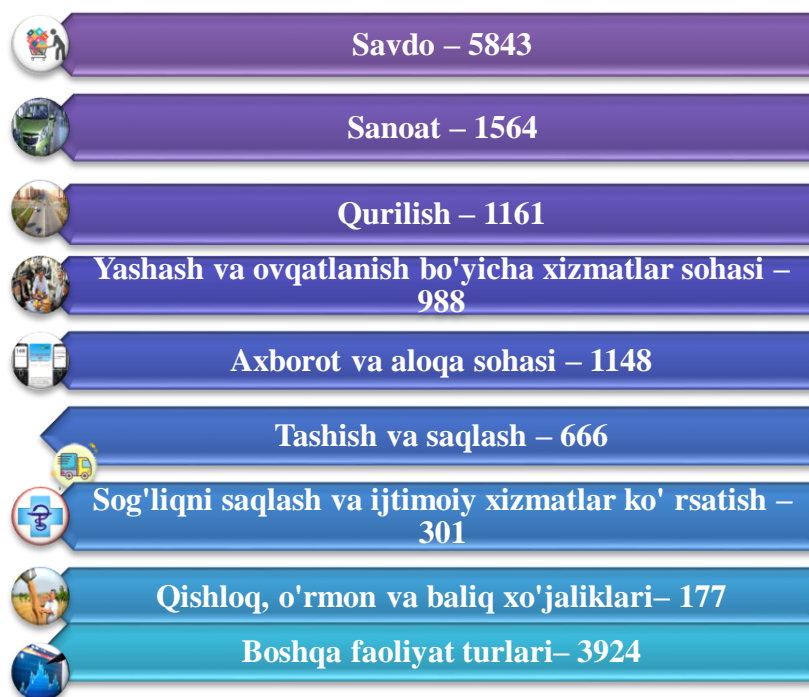 Savdo – 5843
Sanoat – 1564
Qurilish – 1161
Yashash va ovqatlanish bo'yicha xizmatlar sohasi –
988
Axborot va aloqa sohasi – 1148
Tashish va saqlash – 666
Sog'liqni saqlash va ijtimoiy xizmatlar ko' rsatish –
301
Qishloq, o'rmon va baliq xo'jaliklari– 177
Boshqa faoliyat turlari– 3924